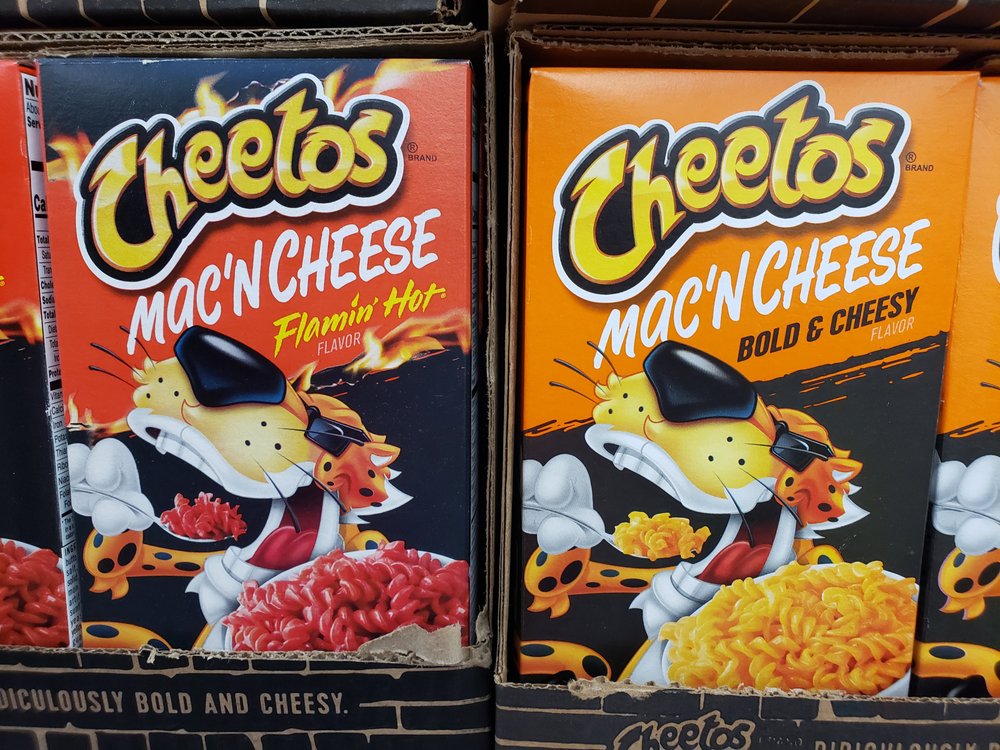 Cheetos
® BRAND
MAC'N CHEESE
Flamin' Hot®
FLAVOR
Cheetos
® BRAND
MAC'N CHEESE
BOLD & CHEESY
FLAVOR
DICULOUSLY BOLD AND CHEESY.
Cheetos